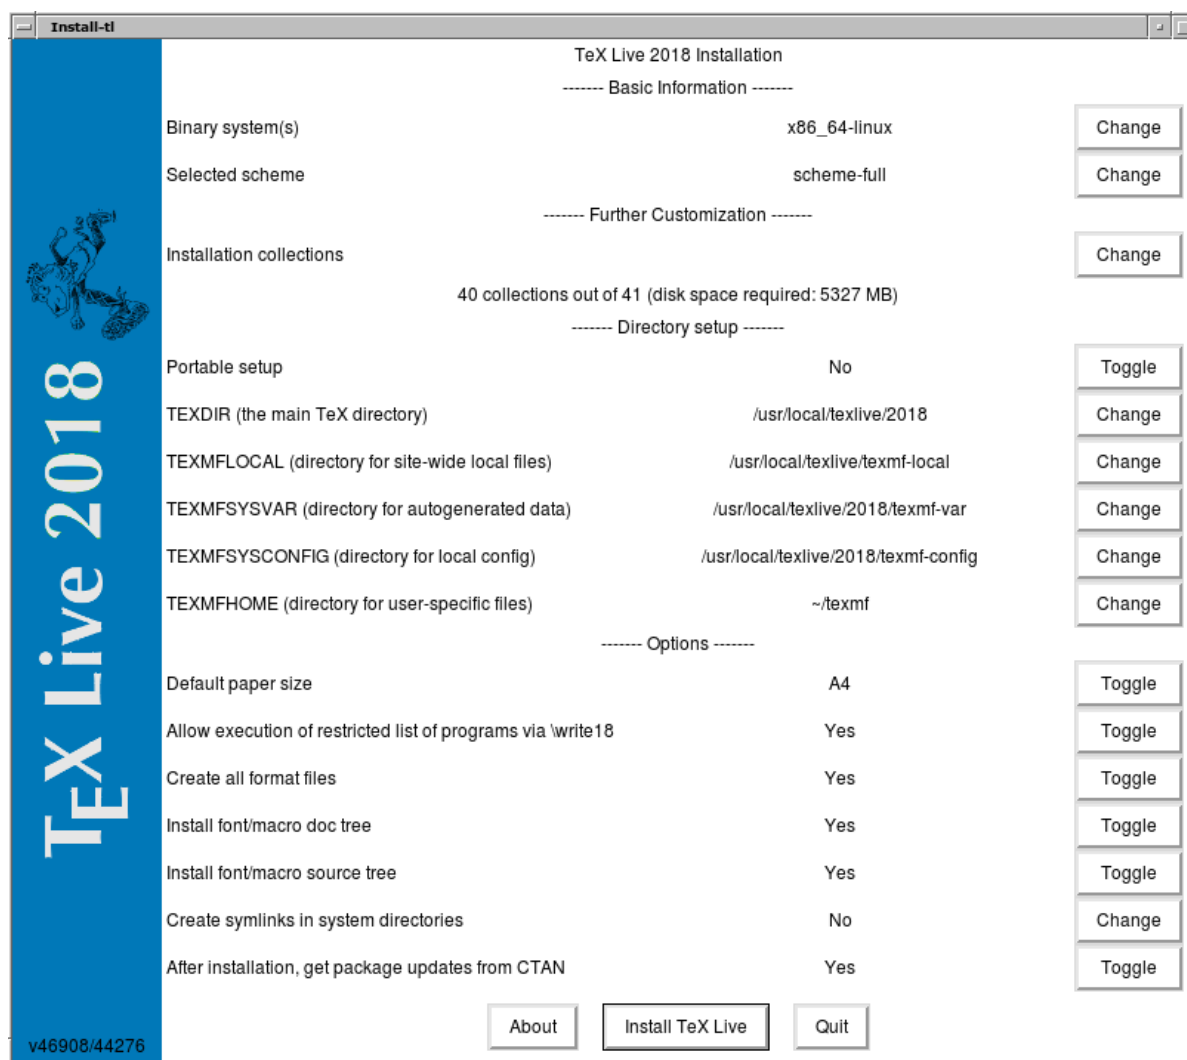 Install-tl
TeX Live 2018 Installation
------- Basic Information -------
Binary system(s) x86_64-linux Change
Selected scheme scheme-full Change
------- Further Customization -------
Installation collections Change
40 collections out of 41 (disk space required: 5327 MB)
------- Directory setup -------
Portable setup No Toggle
TEXDIR (the main TeX directory) /usr/local/texlive/2018 Change
TEXMFLOCAL (directory for site-wide local files) /usr/local/texlive/texmf-local Change
TEXMFSYSVAR (directory for autogenerated data) /usr/local/texlive/2018/texmf-var Change
TEXMFSYSCONFIG (directory for local config) /usr/local/texlive/2018/texmf-config Change
TEXMFHOME (directory for user-specific files) ~/texmf Change
------- Options -------
Default paper size A4 Toggle
Allow execution of restricted list of programs via \write18 Yes Toggle
Create all format files Yes Toggle
Install font/macro doc tree Yes Toggle
Install font/macro source tree Yes Toggle
Create symlinks in system directories No Change
After installation, get package updates from CTAN Yes Toggle
About Install TeX Live Quit
TEX Live 2018
v46908/44276